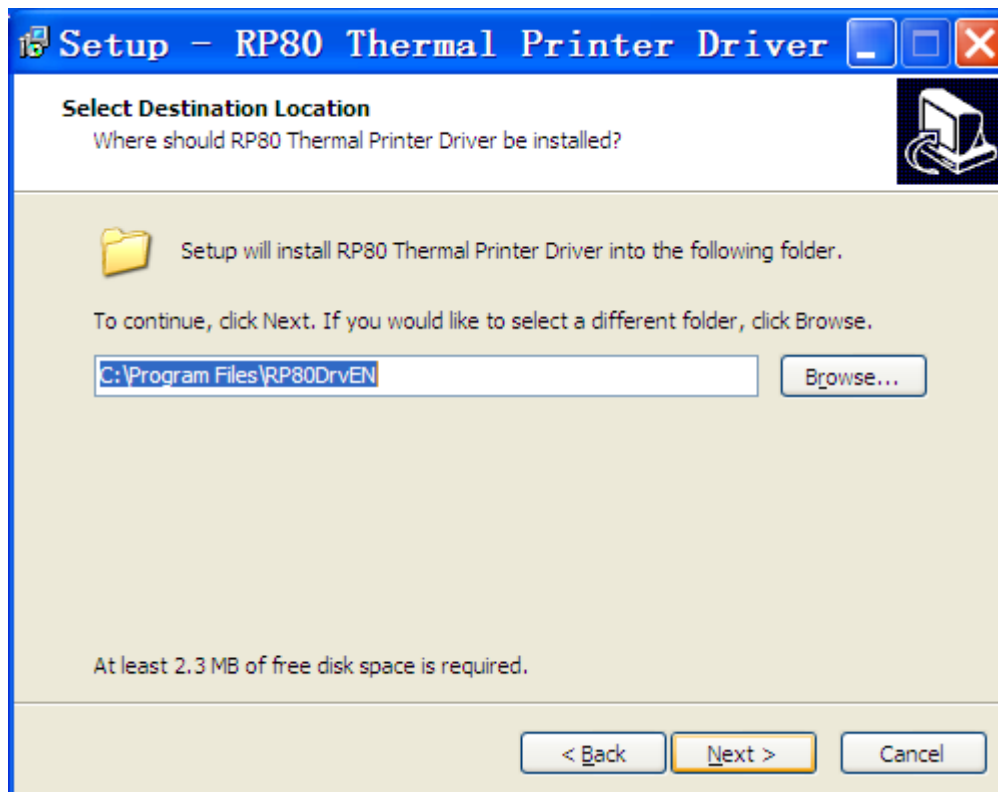 Setup - RP80 Thermal Printer Driver
Select Destination Location
Where should RP80 Thermal Printer Driver be installed?
Setup will install RP80 Thermal Printer Driver into the following folder.
To continue, click Next. If you would like to select a different folder, click Browse.
C:\Program Files\RP80DrvEN
Browse...
At least 2.3 MB of free disk space is required.
< Back
Next >
Cancel